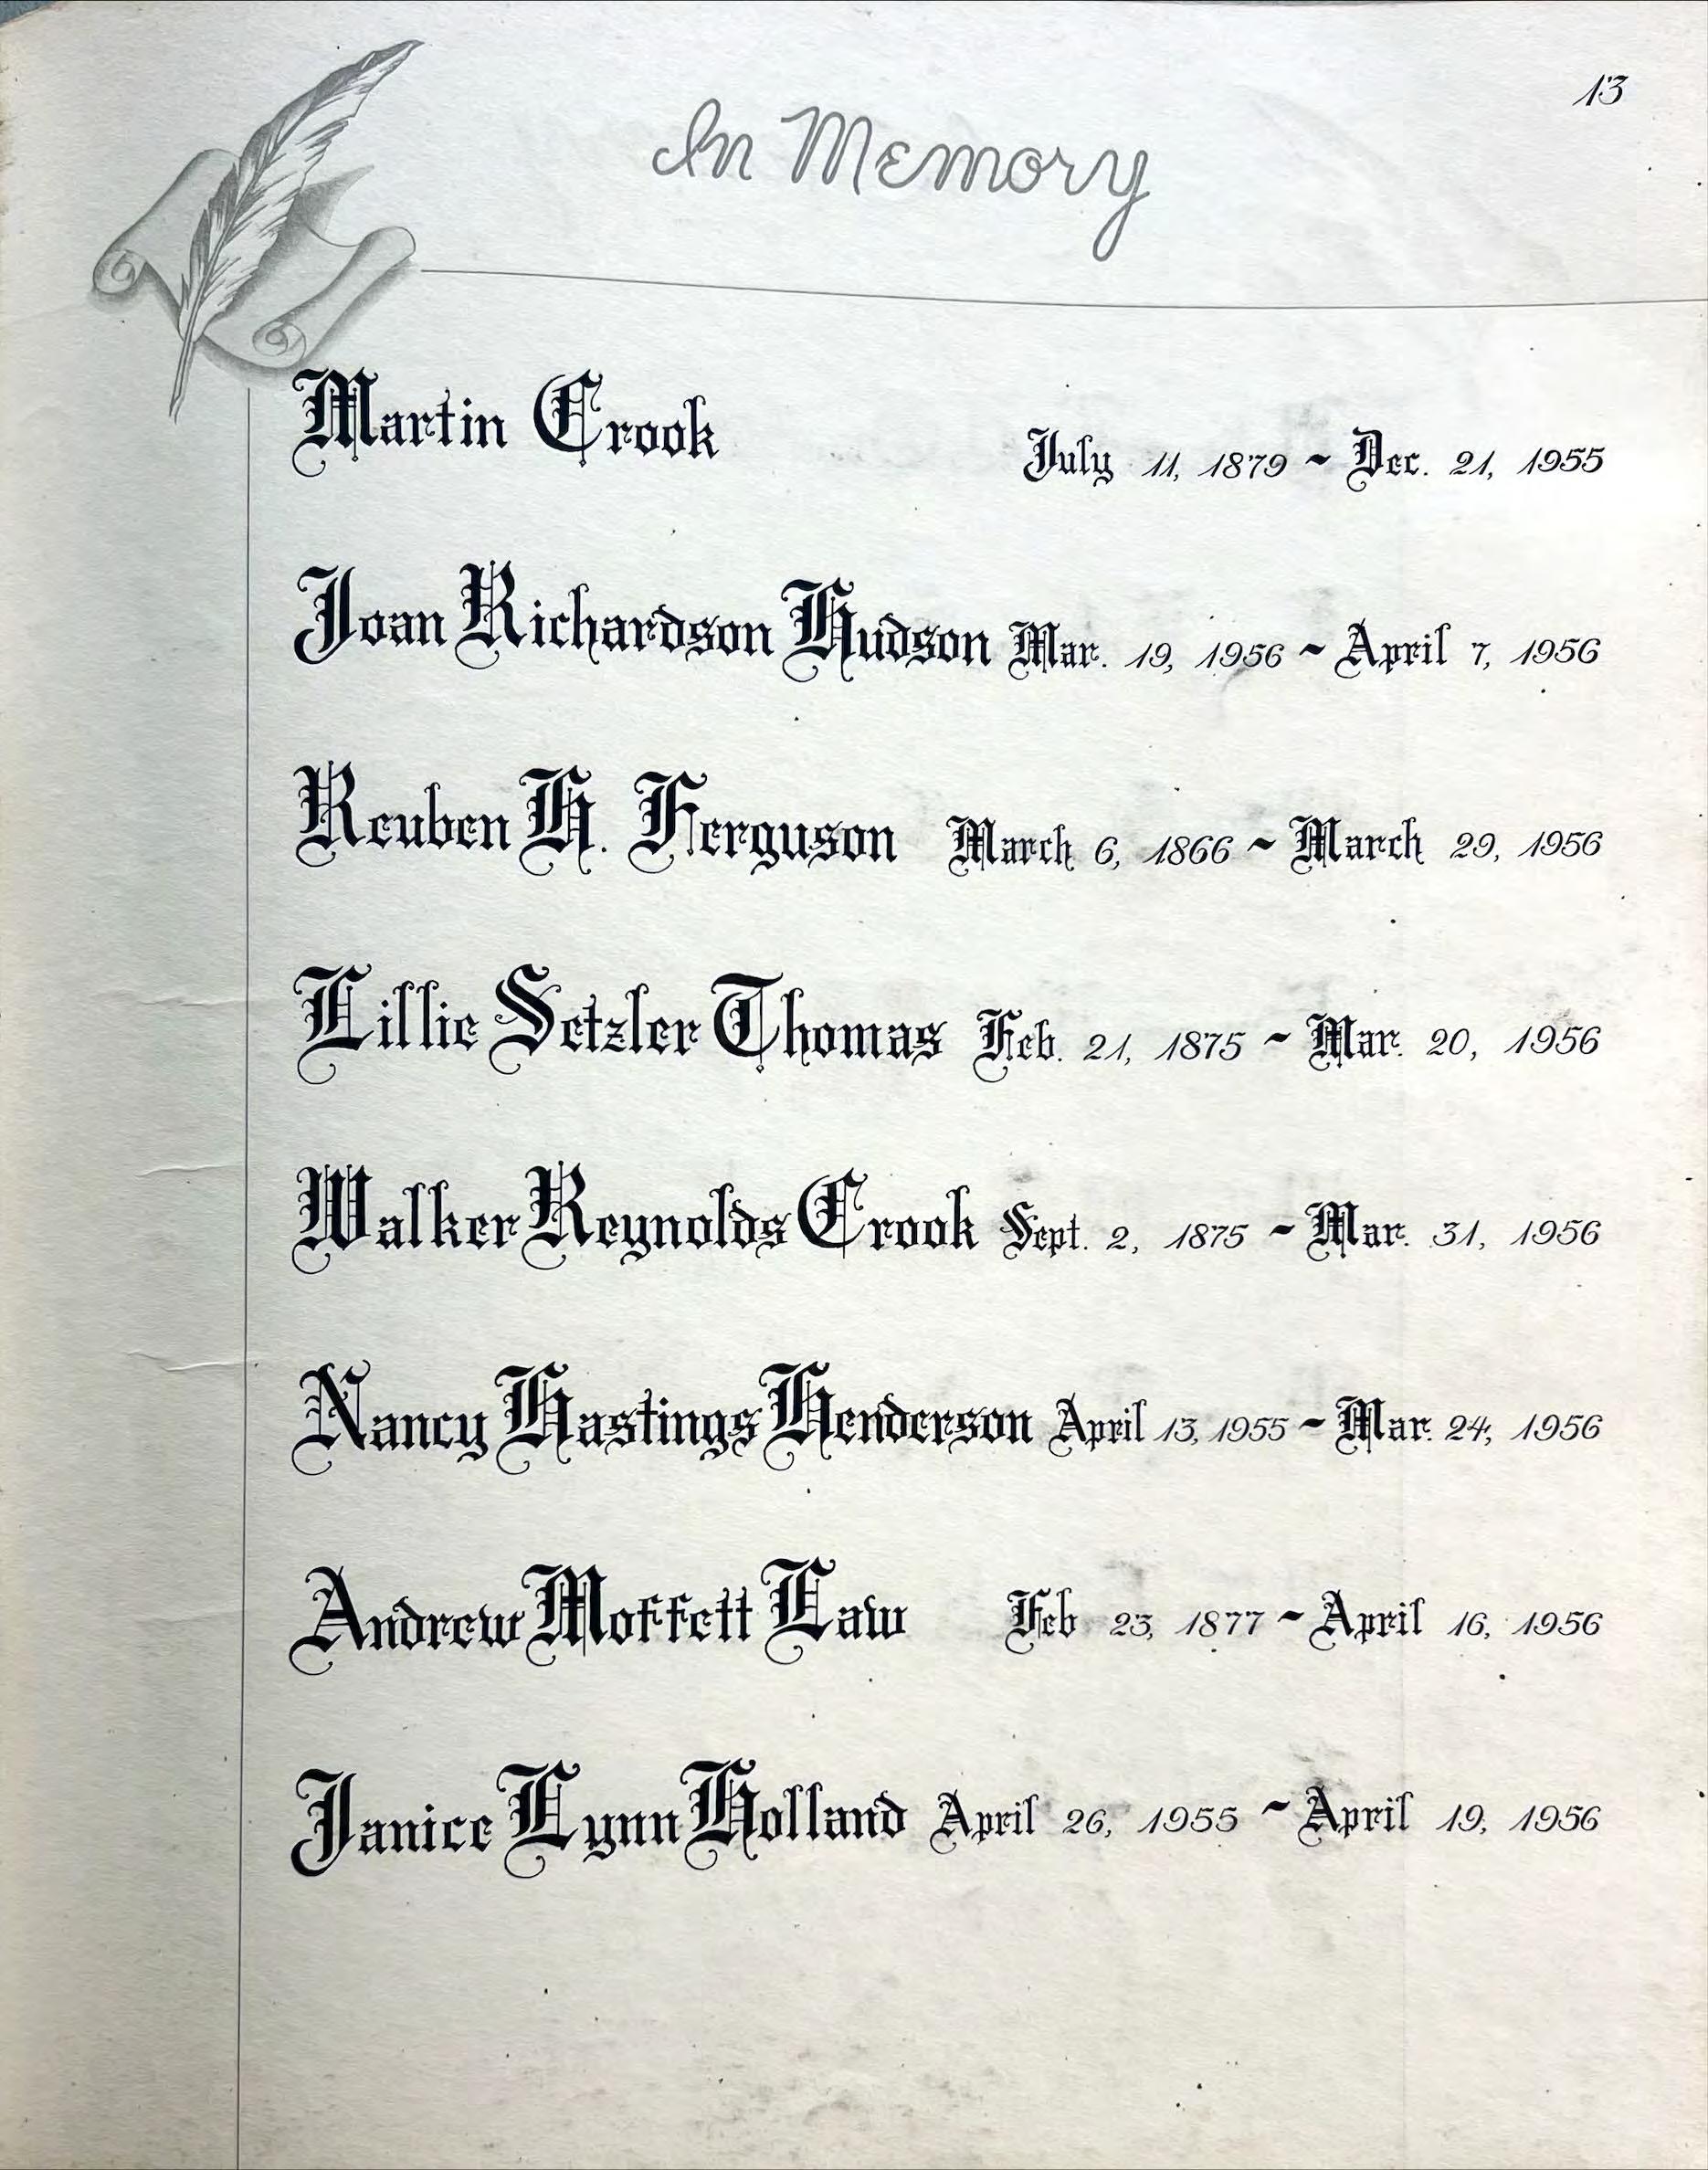 13
In Memory
Martin Crook July 11, 1879 ~ Dec. 21, 1955
Joan Richardson Hudson Mar. 19, 1956 ~ April 7, 1956
Reuben H. Ferguson March 6, 1866 ~ March 29, 1956
Lillie Setzler Thomas Feb. 21, 1875 ~ Mar. 20, 1956
Walker Reynolds Crook Sept. 2, 1875 ~ Mar. 31, 1956
Nancy Hastings Henderson April 13, 1955 ~ Mar. 24, 1956
Andrew Moffett Law Feb 23, 1877 ~ April 16, 1956
Janice Lynn Holland April 26, 1955 ~ April 19, 1956